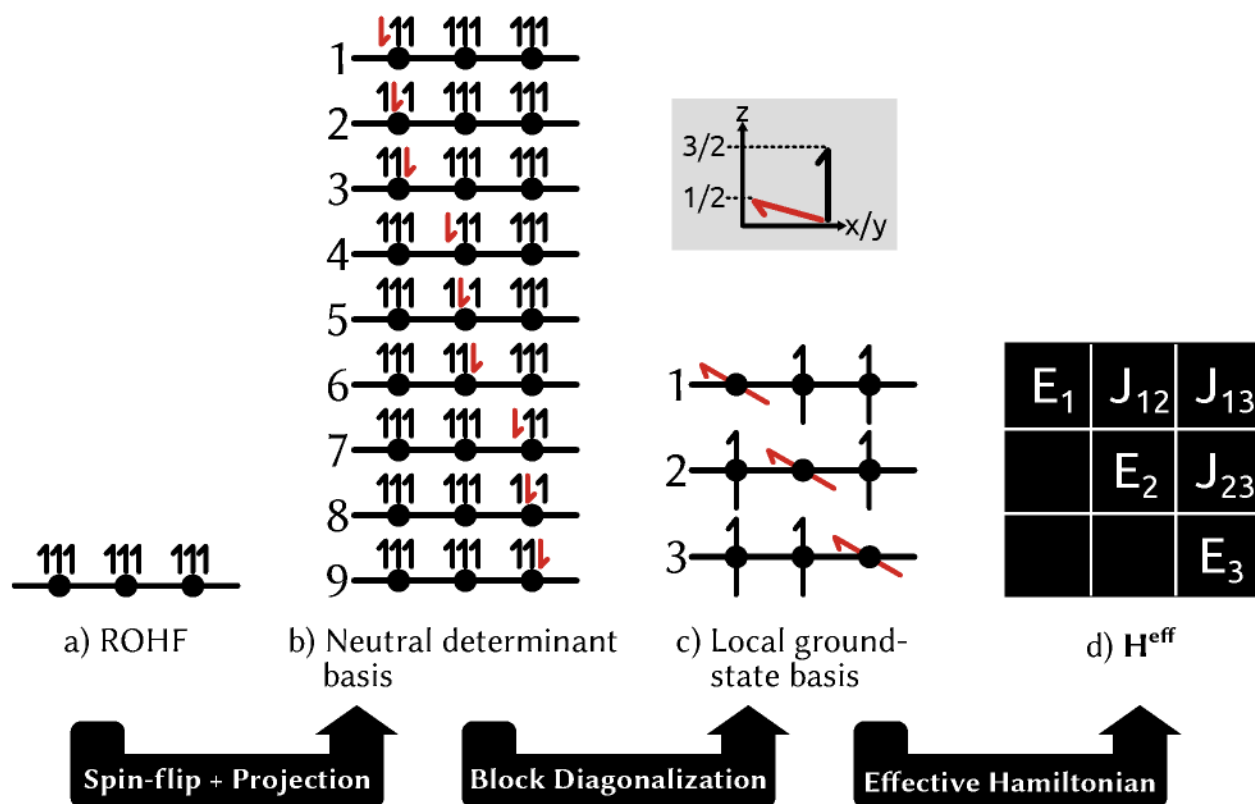 1
2
3
4
5
6
7
8
9
z
3/2
1/2
x/y
1
2
3
E₁ J₁₂ J₁₃
E₂ J₂₃
E₃
a) ROHF
b) Neutral determinant
basis
c) Local ground-
state basis
d) H^eff
Spin-flip + Projection
Block Diagonalization
Effective Hamiltonian